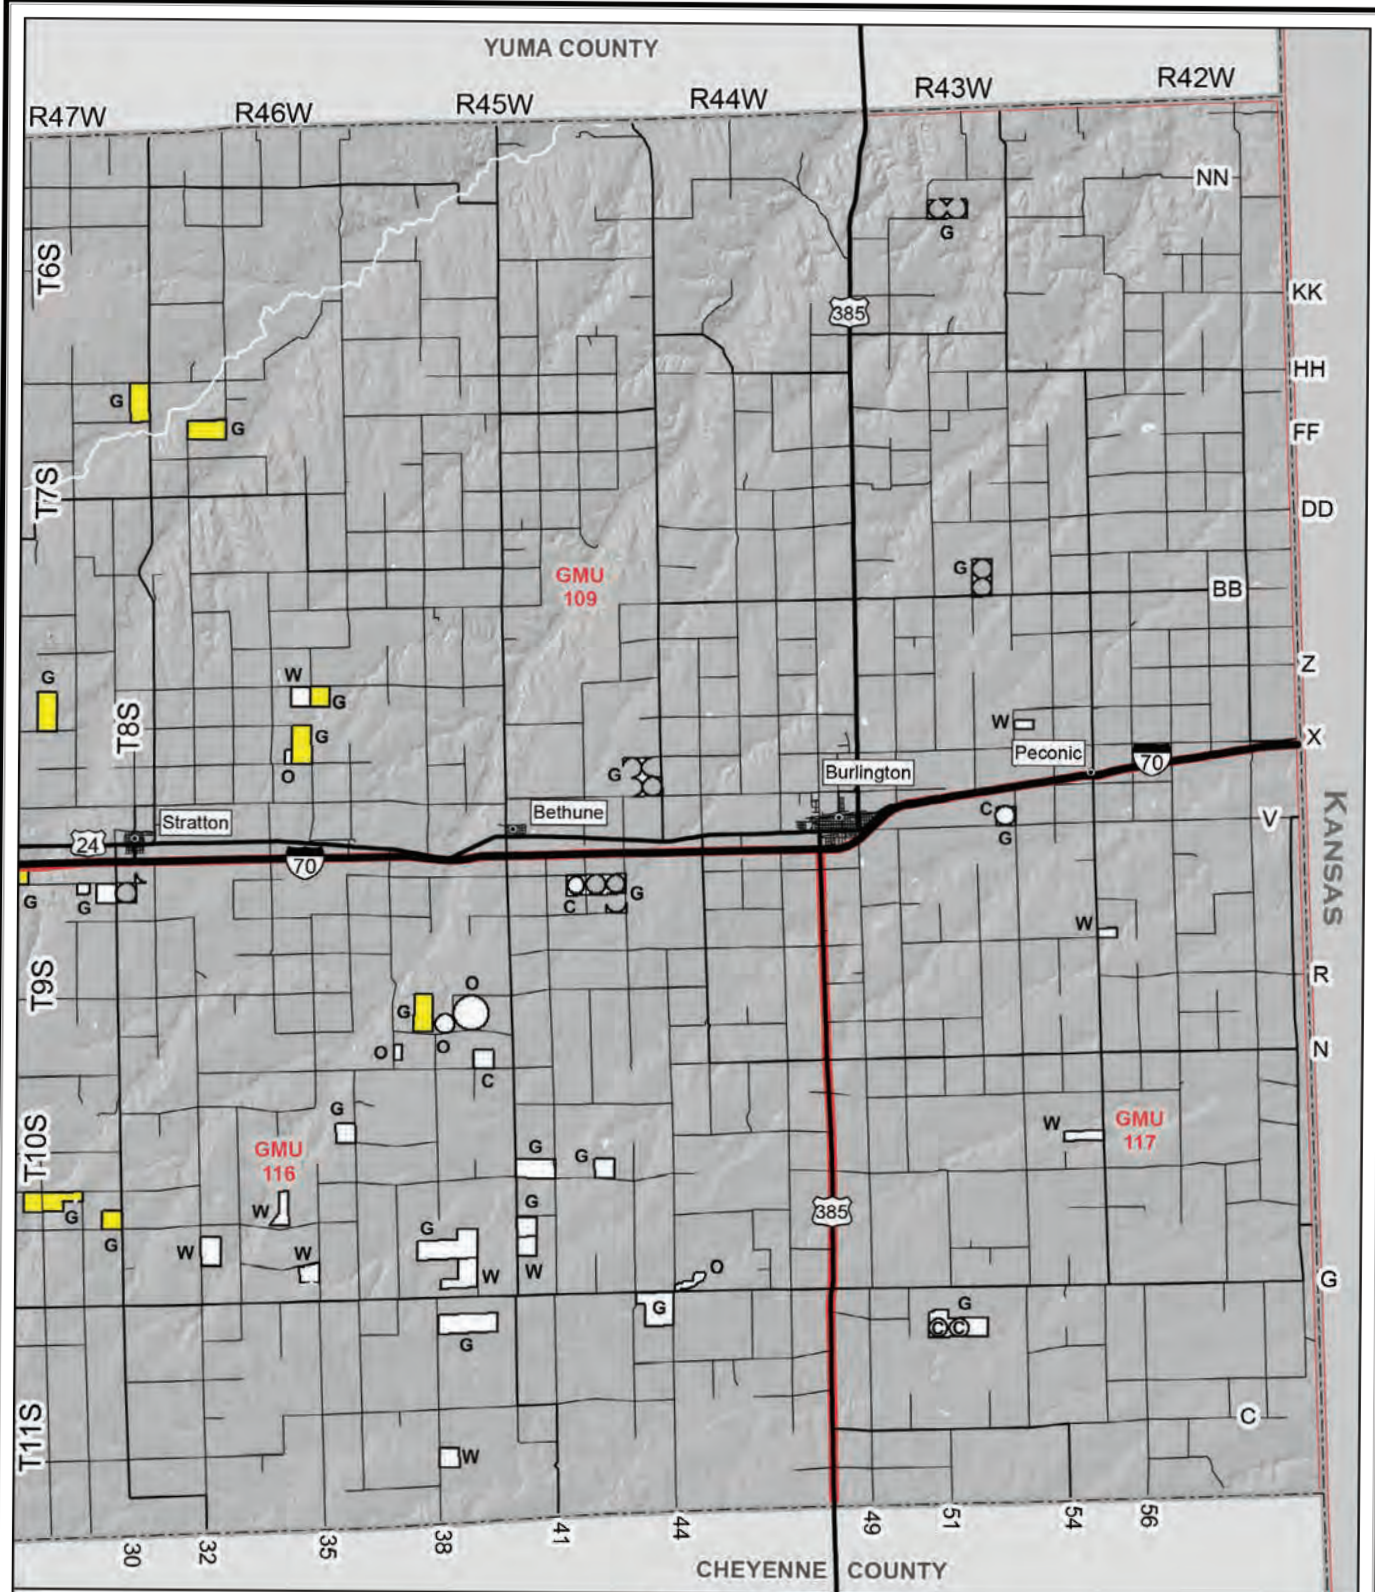 YUMA COUNTY
R47W
R46W
R45W
R44W
R43W
R42W
NN
G
T6S
KK
385
HH
G
G
FF
T7S
DD
GMU
109
G
BB
Z
G
W
G
T8S
W
X
G
Peconic
70
O
G
Burlington
Stratton
Bethune
C
V
G
24
70
KANSAS
G
G
C
G
W
T9S
R
O
G
O
O
N
C
G
T10S
GMU
116
W
GMU
117
G
G
G
W
G
385
G
W
W
G
W
W
O
G
G
G
C
C
G
T11S
C
W
30
32
35
38
41
44
49
51
54
56
CHEYENNE COUNTY